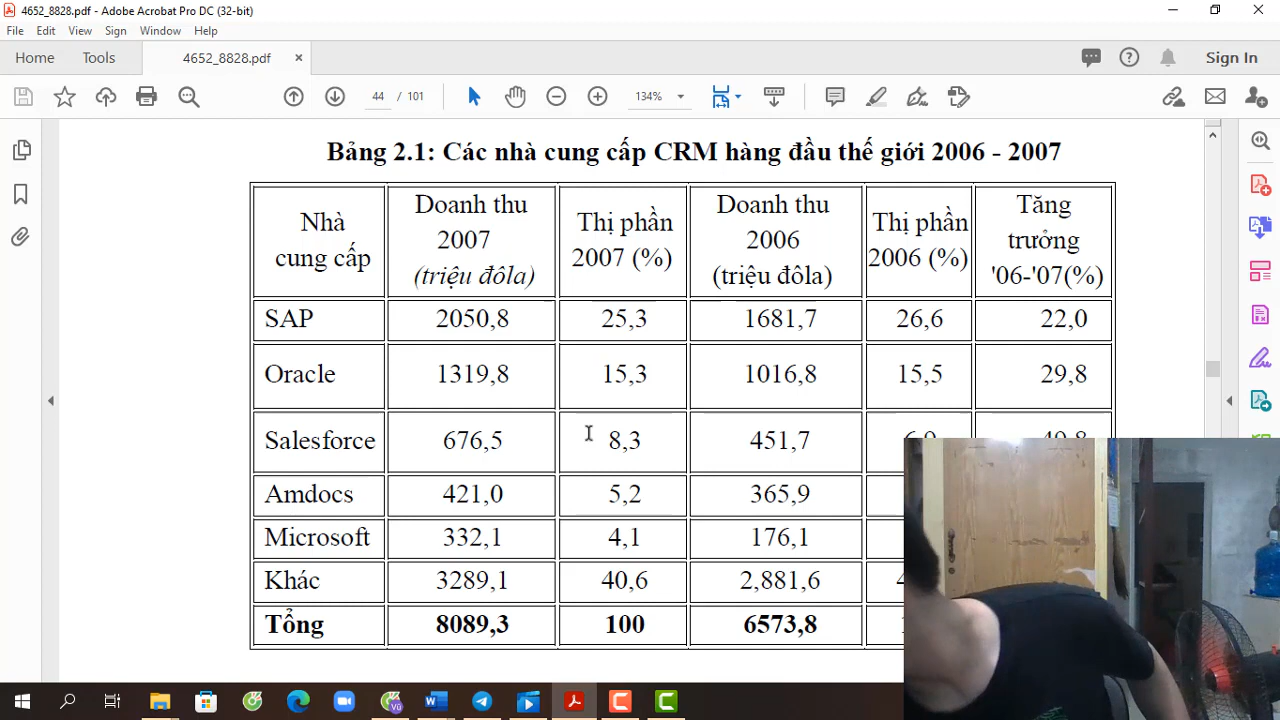 4652_8828.pdf - Adobe Acrobat Pro DC (32-bit)
File Edit View Sign Window Help
Home Tools 4652_8828.pdf × Sign In
44 / 101 134%
Bảng 2.1: Các nhà cung cấp CRM hàng đầu thế giới 2006 - 2007
Nhà cung cấp Doanh thu 2007 (triệu đôla) Thị phần 2007 (%) Doanh thu 2006 (triệu đôla) Thị phần 2006 (%) Tăng trưởng '06-'07(%)
SAP 2050,8 25,3 1681,7 26,6 22,0
Oracle 1319,8 15,3 1016,8 15,5 29,8
Salesforce 676,5 8,3 451,7
Amdocs 421,0 5,2 365,9
Microsoft 332,1 4,1 176,1
Khác 3289,1 40,6 2,881,6
Tổng 8089,3 100 6573,8